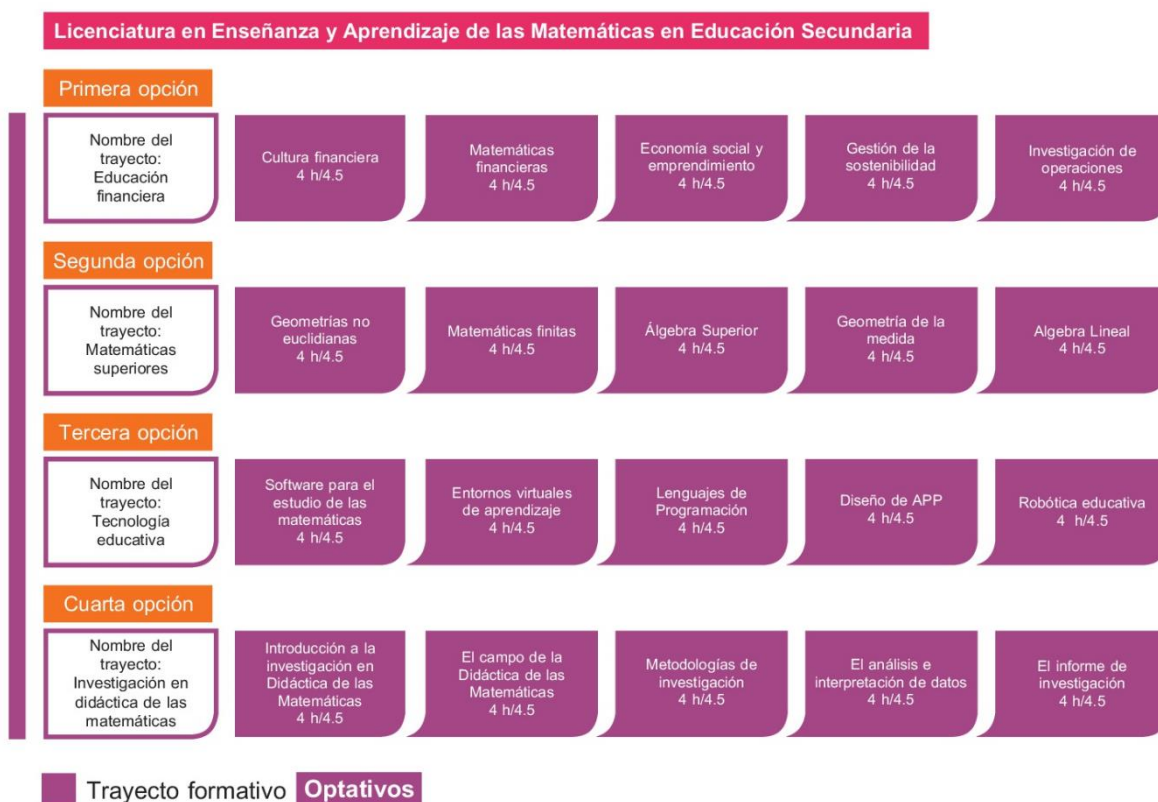 Licenciatura en Enseñanza y Aprendizaje de las Matemáticas en Educación Secundaria
Primera opción
Nombre del
trayecto:
Educación
financiera
Cultura financiera
4 h/4.5
Matemáticas
financieras
4 h/4.5
Economía social y
emprendimiento
4 h/4.5
Gestión de la
sostenibilidad
4 h/4.5
Investigación de
operaciones
4 h/4.5
Segunda opción
Nombre del
trayecto:
Matemáticas
superiores
Geometrías no
euclidianas
4 h/4.5
Matemáticas finitas
4 h/4.5
Álgebra Superior
4 h/4.5
Geometría de la
medida
4 h/4.5
Algebra Lineal
4 h/4.5
Tercera opción
Nombre del
trayecto:
Tecnología
educativa
Software para el
estudio de las
matemáticas
4 h/4.5
Entornos virtuales
de aprendizaje
4 h/4.5
Lenguajes de
Programación
4 h/4.5
Diseño de APP
4 h/4.5
Robótica educativa
4 h/4.5
Cuarta opción
Nombre del
trayecto:
Investigación en
didáctica de las
matemáticas
Introducción a la
investigación en
Didáctica de las
Matemáticas
4 h/4.5
El campo de la
Didáctica de las
Matemáticas
4 h/4.5
Metodologías de
investigación
4 h/4.5
El análisis e
interpretación de datos
4 h/4.5
El informe de
investigación
4 h/4.5
Trayecto formativo Optativos